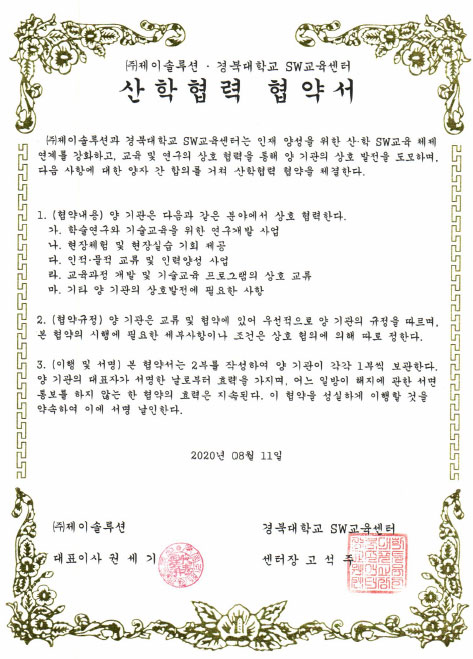 ㈜제이솔루션 · 경북대학교 SW교육센터
산학협력 협약서
㈜제이솔루션과 경북대학교 SW교육센터는 인재 양성을 위한 산·학 SW교육 체제
연계를 강화하고, 교육 및 연구의 상호 협력을 통해 양 기관의 상호 발전을 도모하며,
다음 사항에 대한 양자 간 합의를 거쳐 산학협력 협약을 체결한다.
1. (협약내용) 양 기관은 다음과 같은 분야에서 상호 협력한다.
가. 학술연구와 기술교육을 위한 연구개발 사업
나. 현장체험 및 현장실습 기회 제공
다. 인적·물적 교류 및 인력양성 사업
라. 교육과정 개발 및 기술교육 프로그램의 상호 교류
마. 기타 양 기관의 상호발전에 필요한 사항
2. (협약규정) 양 기관은 교류 및 협약에 있어 우선적으로 양 기관의 규정을 따르며,
본 협약의 시행에 필요한 세부사항이나 조건은 상호 협의에 의해 따로 정한다.
3. (이행 및 서명) 본 협약서는 2부를 작성하여 양 기관이 각각 1부씩 보관한다.
양 기관의 대표자가 서명한 날로부터 효력을 가지며, 어느 일방이 해지에 관한 서면
통보를 하지 않는 한 협약의 효력은 지속된다. 이 협약을 성실하게 이행할 것을
약속하여 이에 서명 날인한다.
2020년 08월 11일
㈜제이솔루션 경북대학교 SW교육센터
대표이사 권세기 센터장 고석주